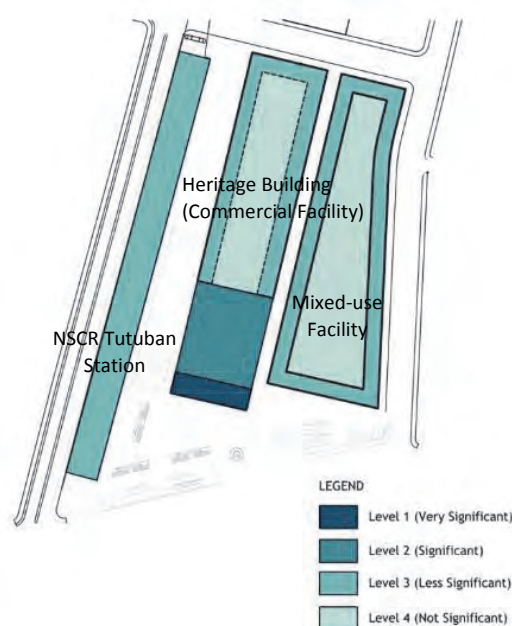 Heritage Building
(Commercial Facility)
Mixed-use
Facility
NSCR Tutuban
Station
LEGEND
Level 1 (Very Significant)
Level 2 (Significant)
Level 3 (Less Significant)
Level 4 (Not Significant)